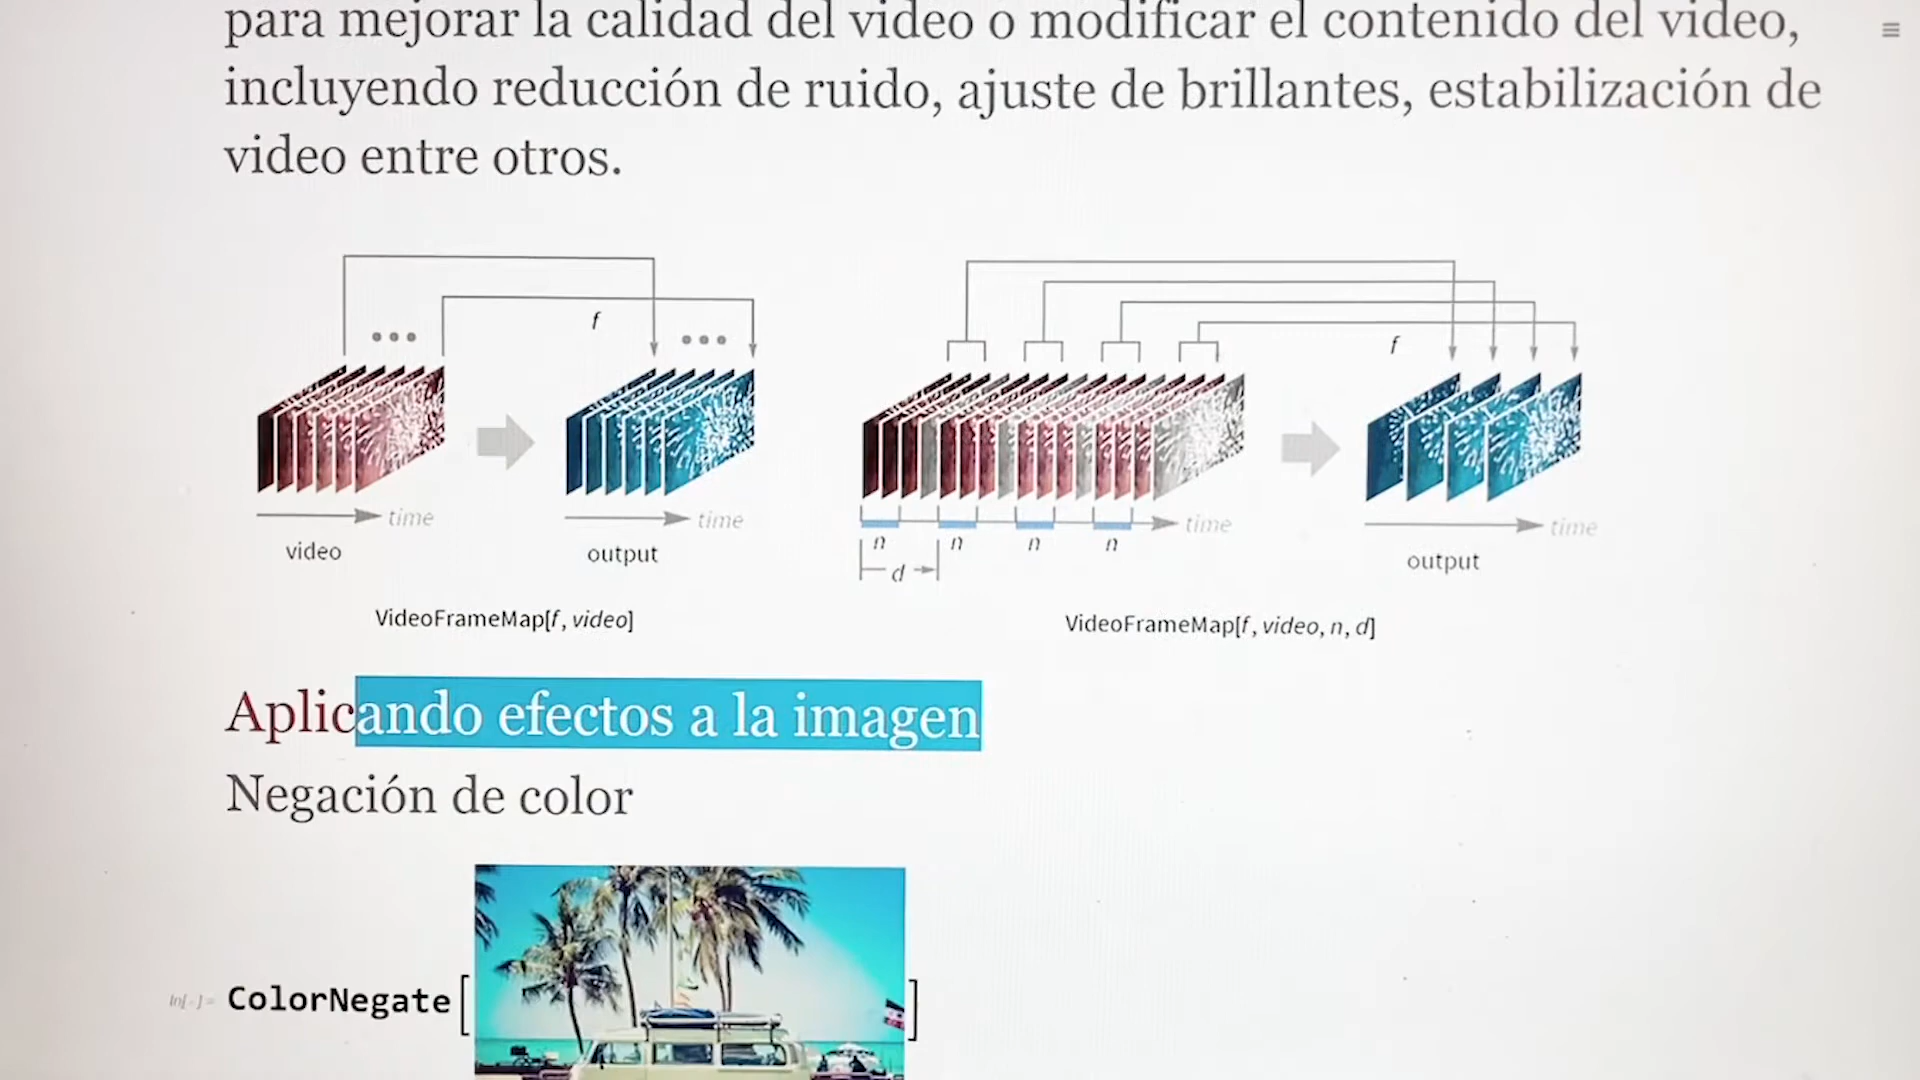 para mejorar la calidad del video o modificar el contenido del video,
incluyendo reducción de ruido, ajuste de brillantes, estabilización de
video entre otros.
f
time
video
time
output
VideoFrameMap[f, video]
f
n n n n
time
d
time
output
VideoFrameMap[f, video, n, d]
Aplicando efectos a la imagen
Negación de color
In[-]:= ColorNegate[ ]